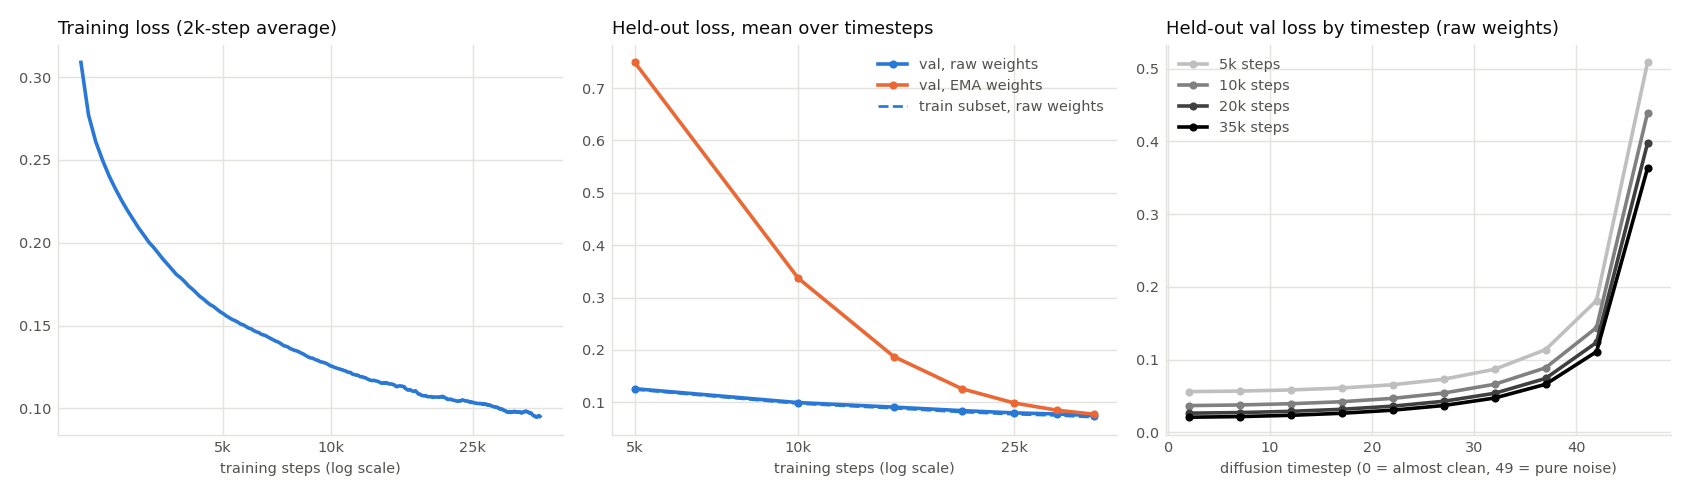 Training loss (2k-step average)
0.30
0.25
0.20
0.15
0.10
5k
10k
25k
training steps (log scale)
Held-out loss, mean over timesteps
val, raw weights
val, EMA weights
train subset, raw weights
0.7
0.6
0.5
0.4
0.3
0.2
0.1
5k
10k
25k
training steps (log scale)
Held-out val loss by timestep (raw weights)
5k steps
10k steps
20k steps
35k steps
0.5
0.4
0.3
0.2
0.1
0.0
0
10
20
30
40
diffusion timestep (0 = almost clean, 49 = pure noise)